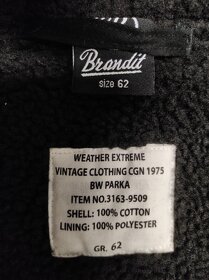 Brandit
size 62
WEATHER EXTREME
VINTAGE CLOTHING CGN 1975
BW PARKA
ITEM NO.3163-9509
SHELL: 100% COTTON
LINING: 100% POLYESTER
GR. 62